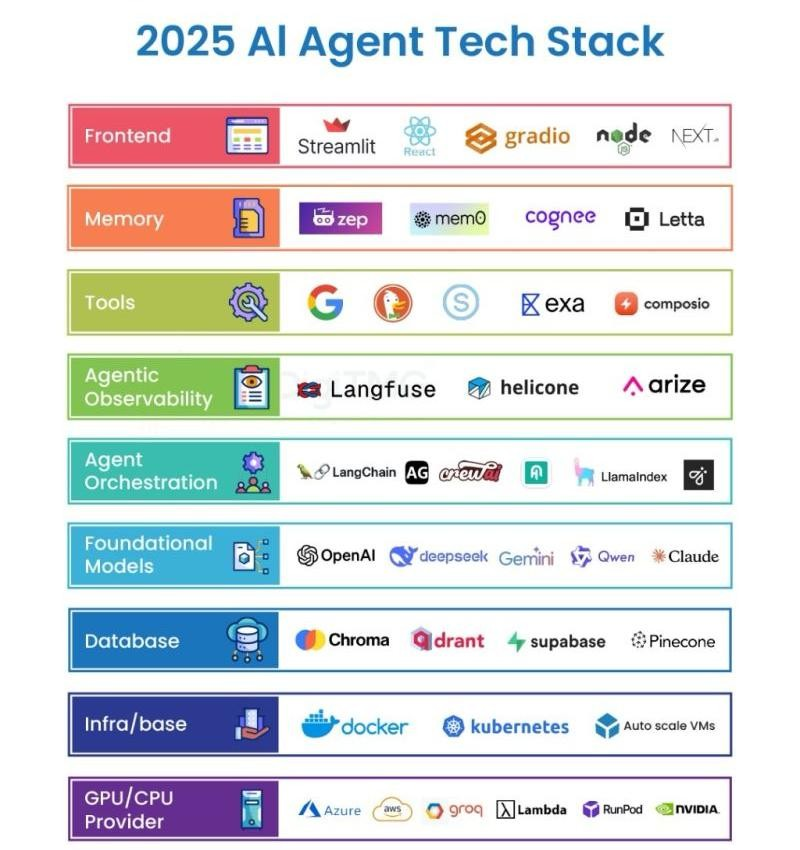 2025 AI Agent Tech Stack
Frontend
Streamlit
React
gradio
node
JS
NEXT.JS
Memory
zep
mem0
cognee
Letta
Tools
G
S
exa
composio
Agentic
Observability
Langfuse
helicone
arize
Agent
Orchestration
LangChain
AG
crewai
LlamaIndex
Foundational
Models
OpenAI
deepseek
Gemini
Qwen
Claude
Database
Chroma
qdrant
supabase
Pinecone
Infra/base
docker
kubernetes
Auto scale VMs
GPU/CPU
Provider
Azure
aws
groq
Lambda
RunPod
NVIDIA.